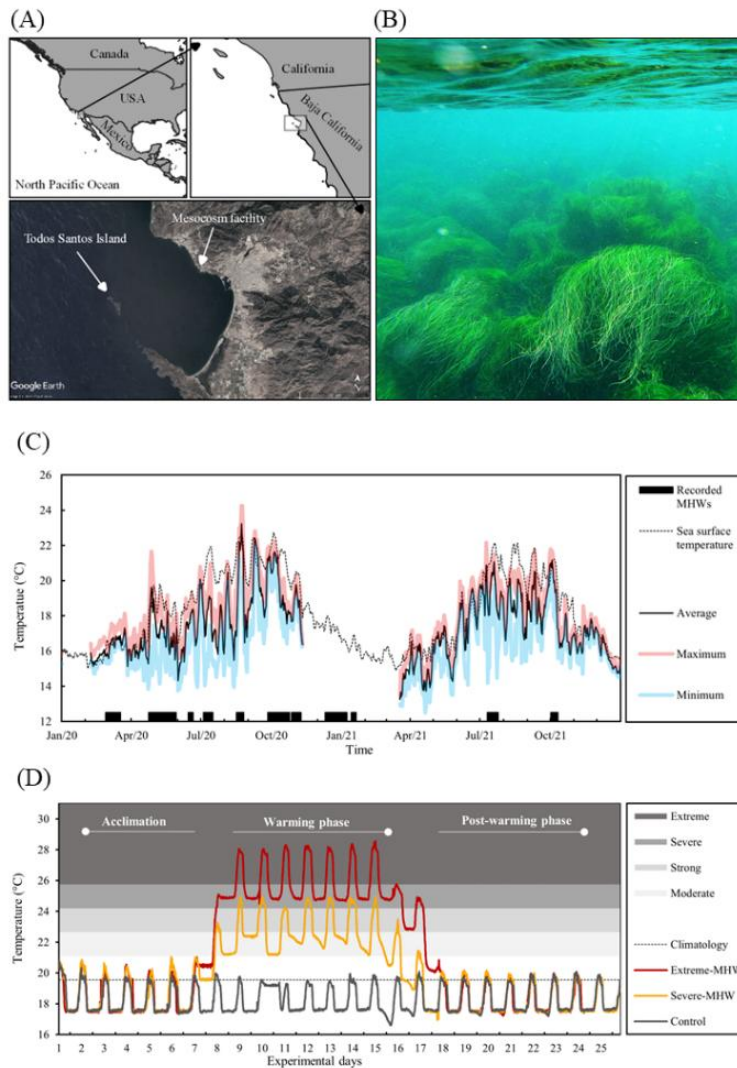 (A)
Canada
USA
Mexico
North Pacific Ocean
California
Baja California
Todos Santos Island
Mesocosm facility
Google Earth
(B)
(C)
Temperatue (°C)
26
24
22
20
18
16
14
12
Jan/20 Apr/20 Jul/20 Oct/20 Jan/21 Apr/21 Jul/21 Oct/21
Time
Recorded
MHWs
Sea surface
temperature
Average
Maximum
Minimum
(D)
Temperature (°C)
30
28
26
24
22
20
18
16
Acclimation Warming phase Post-warming phase
1 2 3 4 5 6 7 8 9 10 11 12 13 14 15 16 17 18 19 20 21 22 23 24 25
Experimental days
Extreme
Severe
Strong
Moderate
Climatology
Extreme-MHW
Severe-MHW
Control